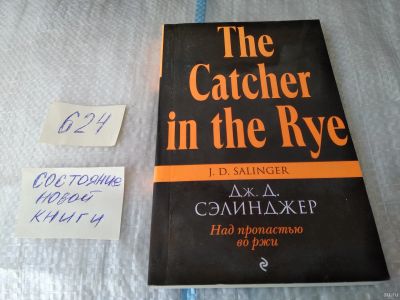 The
Catcher
in the Rye
J. D. SALINGER
Дж. Д.
СЭЛИНДЖЕР
Над пропастью
во ржи
624
СОСТОЯНИЕ
НОВОЙ
КНИГИ